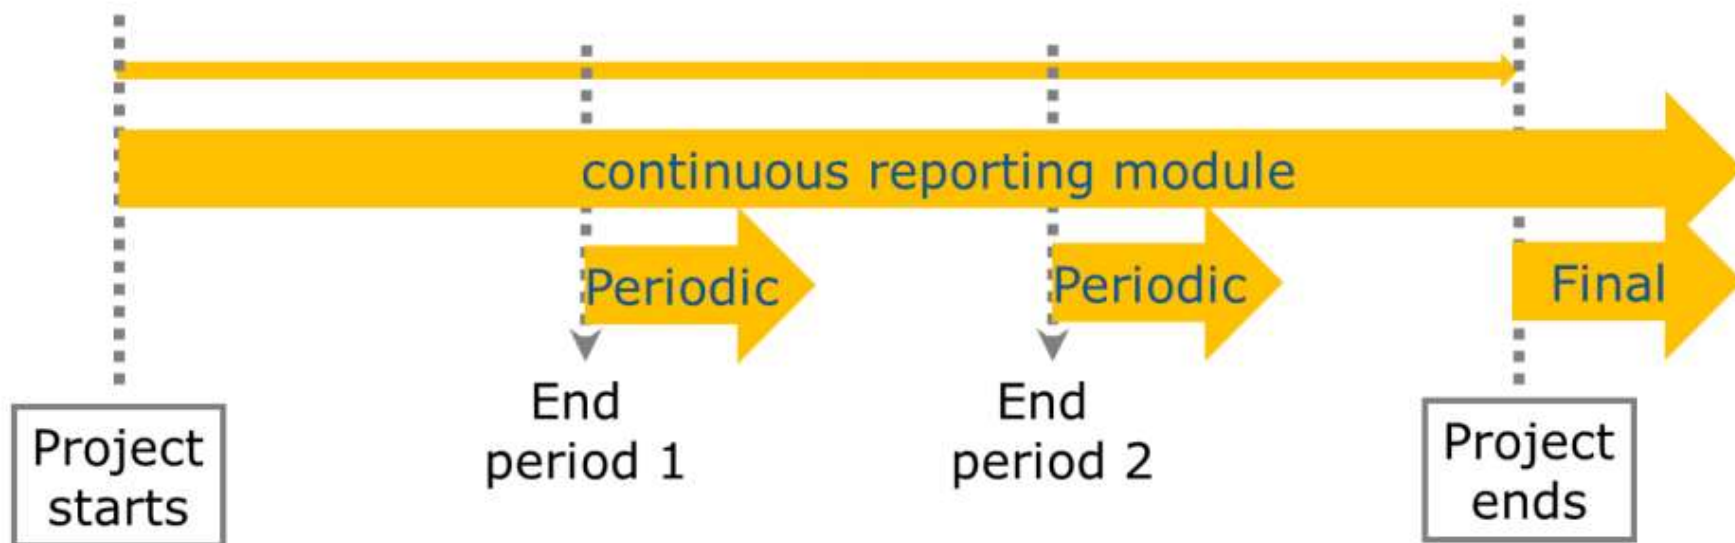 continuous reporting module
Periodic
Periodic
Final
End
period 1
End
period 2
Project
starts
Project
ends